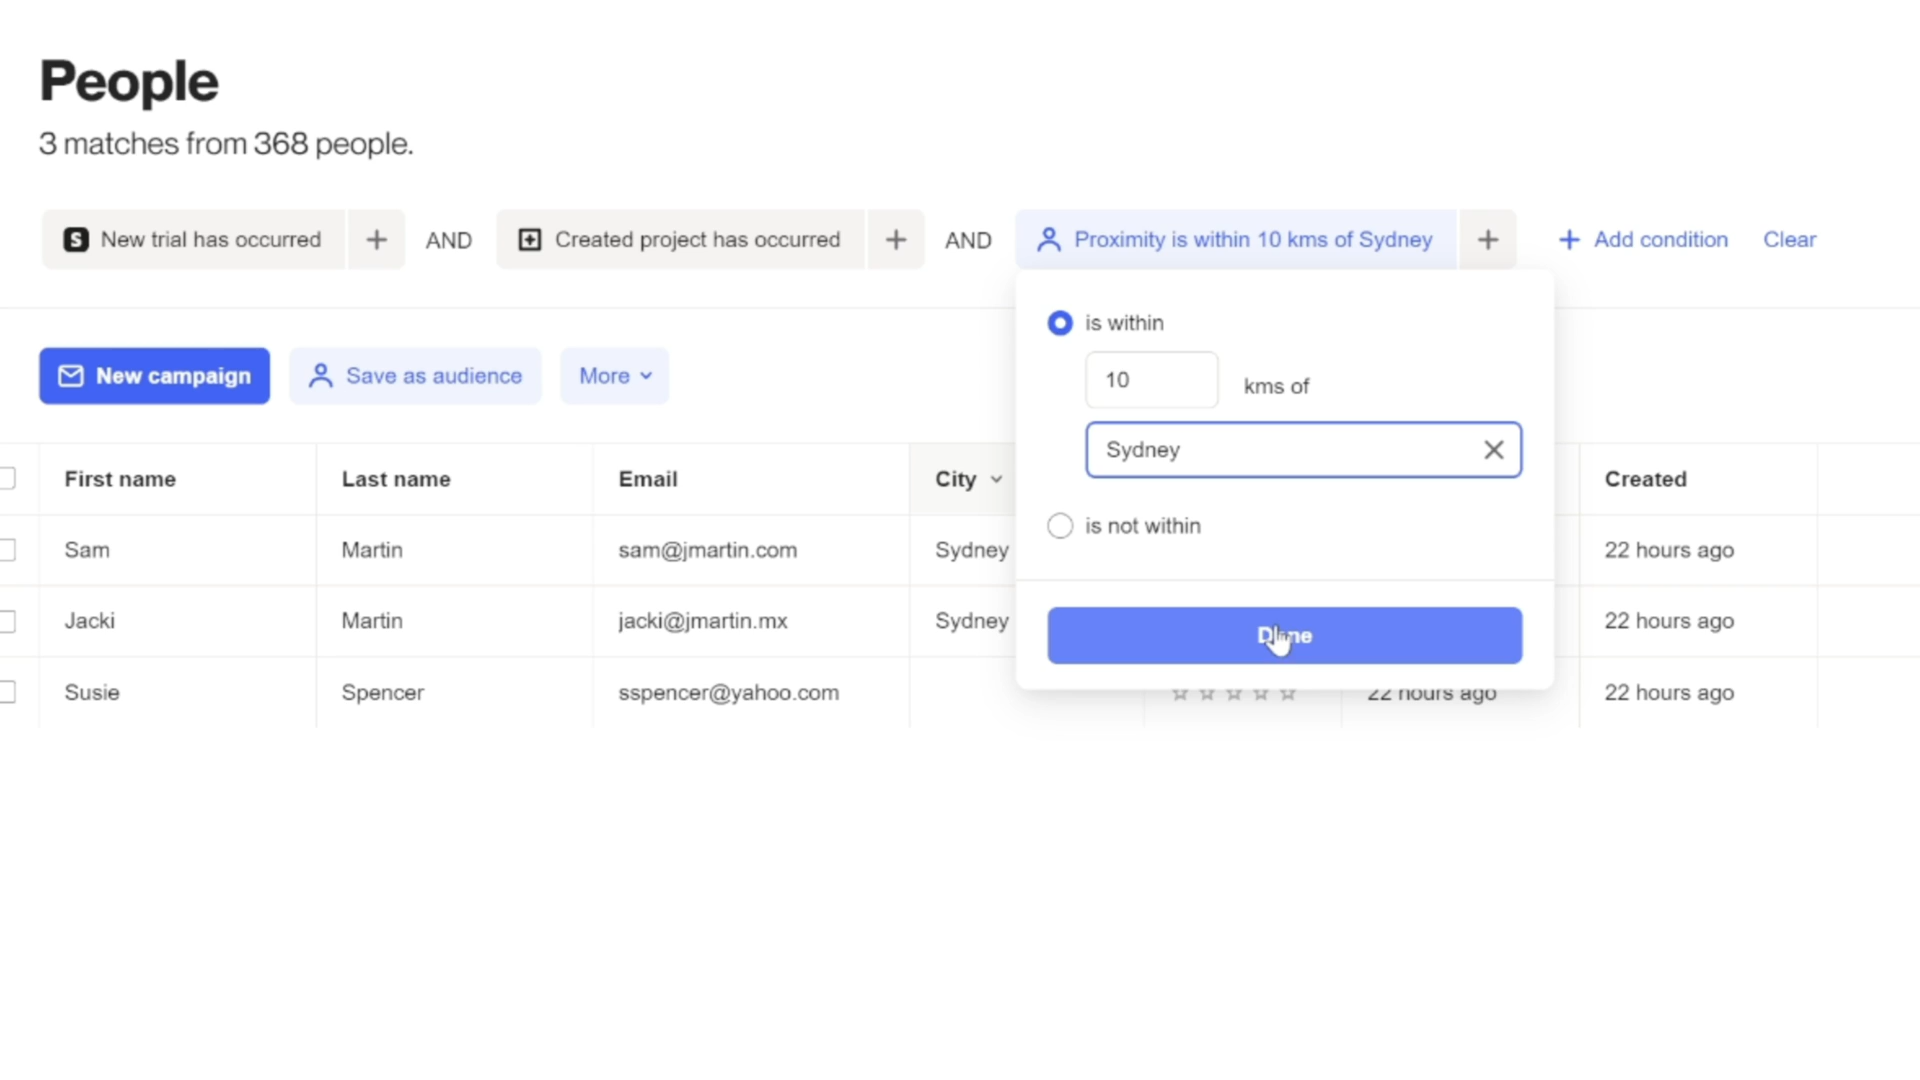 People
3 matches from 368 people.
S New trial has occurred + AND Created project has occurred + AND Proximity is within 10 kms of Sydney + + Add condition Clear
is within
10 kms of
Sydney
is not within
Done
New campaign Save as audience More
First name Last name Email City Created
Sam Martin sam@jmartin.com Sydney 22 hours ago
Jacki Martin jacki@jmartin.mx Sydney 22 hours ago
Susie Spencer sspencer@yahoo.com 22 hours ago 22 hours ago